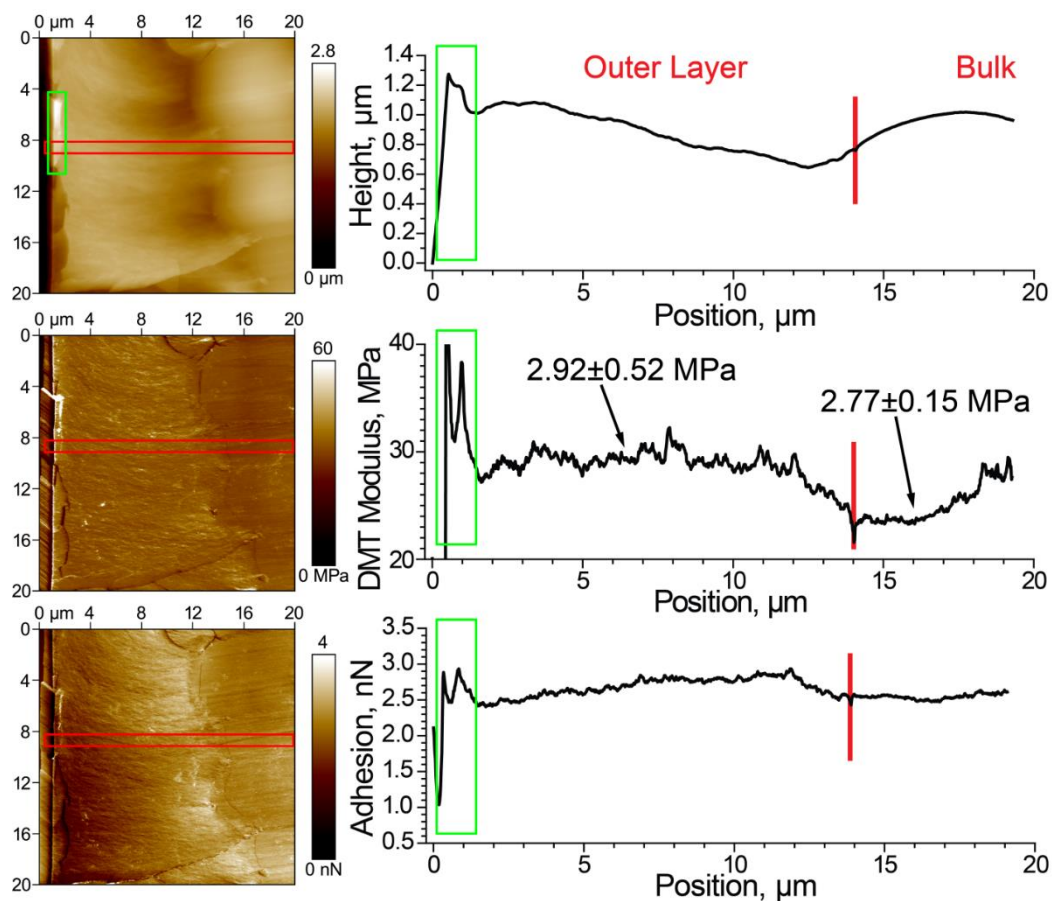 0 µm 4 8 12 16 20
0
4
8
12
16
20
2.8
0 µm
Height, µm
1.4
1.2
1.0
0.8
0.6
0.4
0.2
0.0
Outer Layer
Bulk
0 5 10 15 20
Position, µm
0 µm 4 8 12 16 20
0
4
8
12
16
20
60
0 MPa
DMT Modulus, MPa
40
30
20
2.92±0.52 MPa
2.77±0.15 MPa
0 5 10 15 20
Position, µm
0 µm 4 8 12 16 20
0
4
8
12
16
20
4
0 nN
Adhesion, nN
3.5
3.0
2.5
2.0
1.5
1.0
0.5
0 5 10 15 20
Position, µm